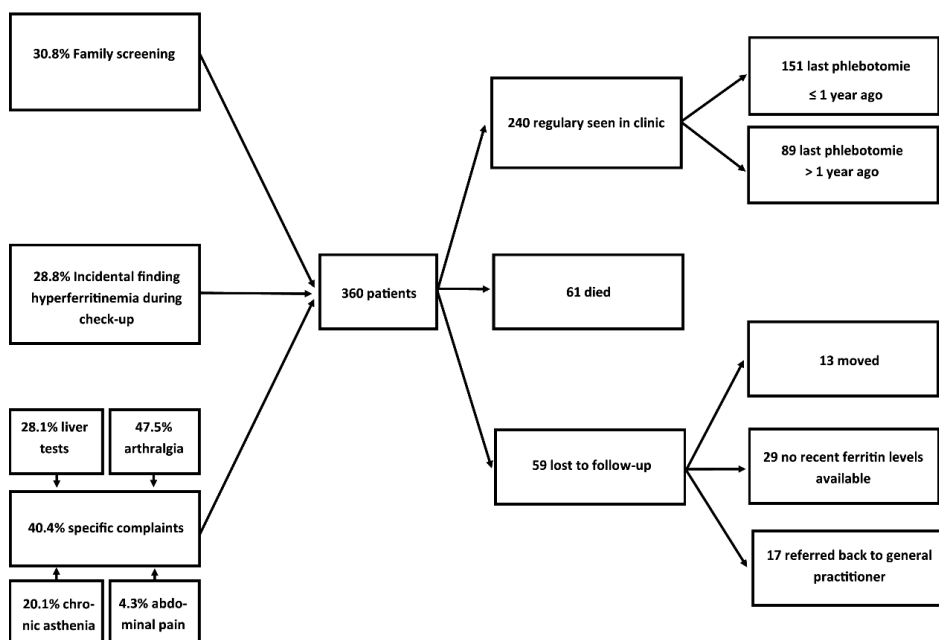 30.8% Family screening
28.8% Incidental finding
hyperferritinemia during
check-up
28.1% liver
tests
47.5%
arthralgia
40.4% specific complaints
20.1% chro-
nic asthenia
4.3% abdo-
minal pain
360 patients
240 regulary seen in clinic
61 died
59 lost to follow-up
151 last phlebotomie
≤ 1 year ago
89 last phlebotomie
> 1 year ago
13 moved
29 no recent ferritin levels
available
17 referred back to general
practitioner